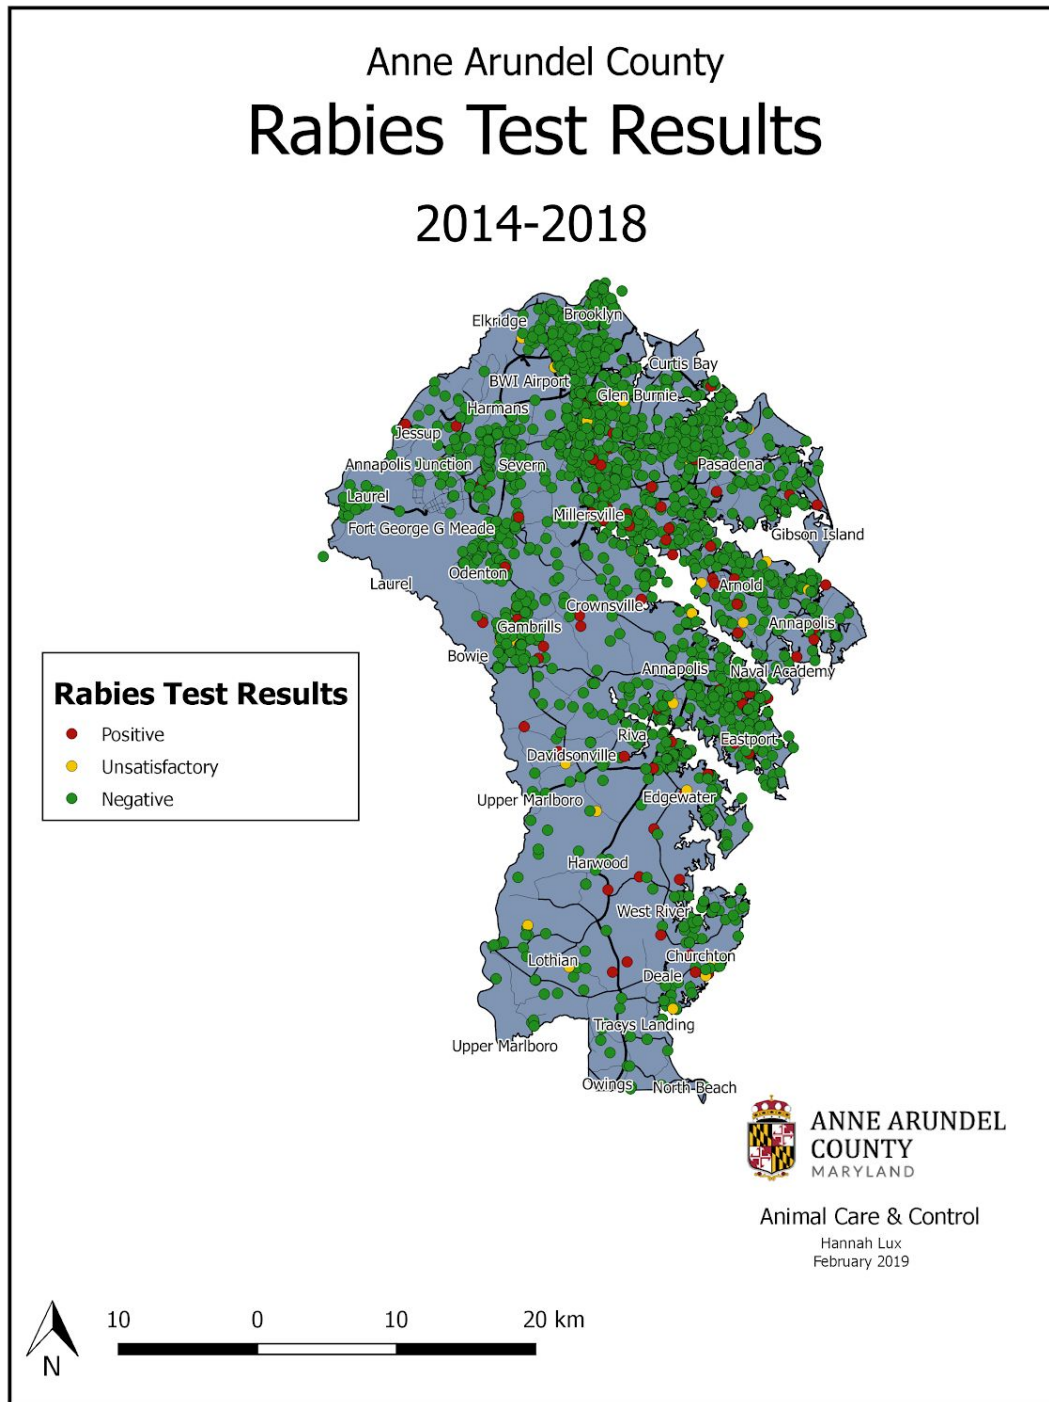 Anne Arundel County
Rabies Test Results
2014-2018
Brooklyn
Elkridge
Curtis Bay
BWI Airport
Glen Burnie
Harmans
Jessup
Annapolis Junction
Severn
Pasadena
Laurel
Millersville
Fort George G Meade
Gibson Island
Odenton
Laurel
Arnold
Crownsville
Gambrills
Annapolis
Bowie
Annapolis
Naval Academy
Riva
Eastport
Davidsonville
Upper Marlboro
Edgewater
Harwood
West River
Lothian
Churchton
Deale
Tracys Landing
Upper Marlboro
Owings
North Beach
Rabies Test Results
Positive
Unsatisfactory
Negative
ANNE ARUNDEL
COUNTY
MARYLAND
Animal Care & Control
Hannah Lux
February 2019
10 0 10 20 km
N